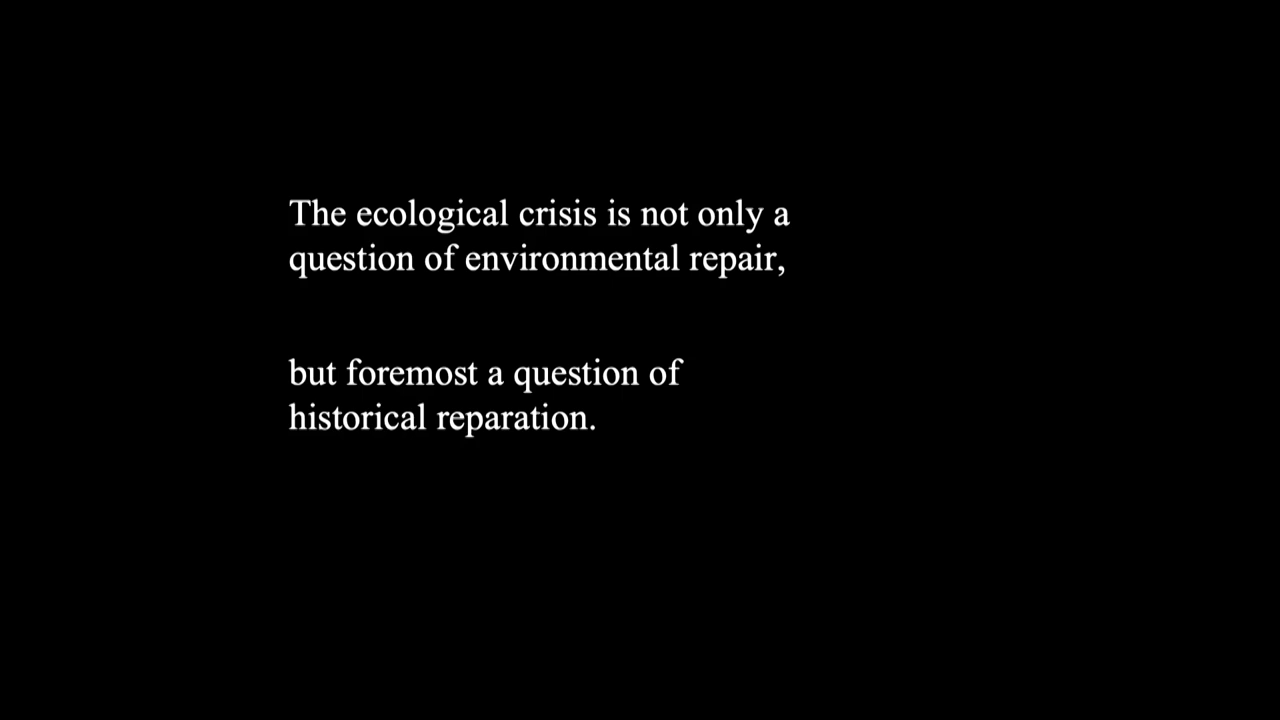 The ecological crisis is not only a
question of environmental repair,
but foremost a question of
historical reparation.